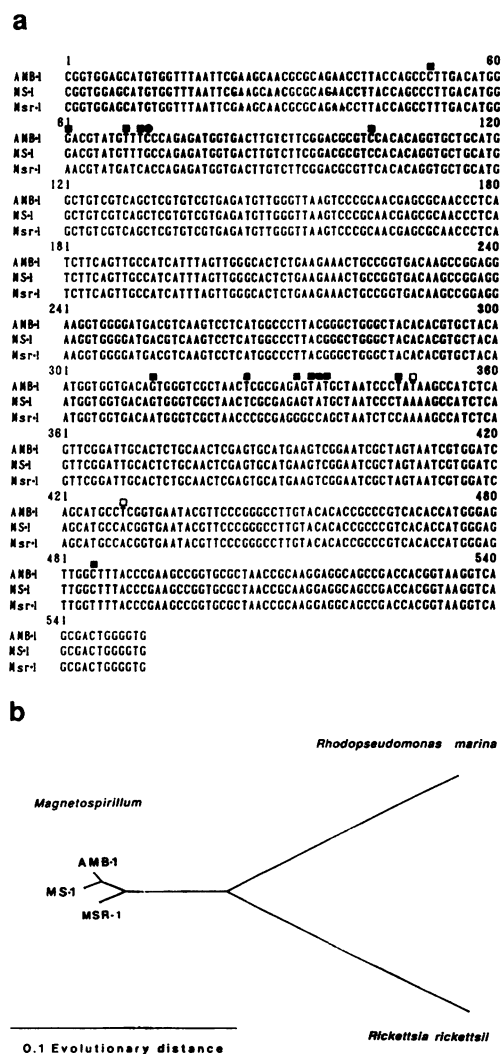 a
1 60
AMB-1 CGGTGGAGCATGTGGTTTAATTCGAAGCAACGCGCAGAACCTTACCAGCCCTTGACATGG
MS-1 CGGTGGAGCATGTGGTTTAATTCGAAGCAACGCGCAGAACCTTACCAGCCCTTGACATGG
Msr-1 CGGTGGAGCATGTGGTTTAATTCGAAGCAACGCGCAGAACCTTACCAGCCTTTGACATGG
61 120
AMB-1 GACGTATGTTTCCCAGAGATGGTGACTTGTCTTCGGACGCGTCCACACAGGTGCTGCATG
MS-1 GACGTATGTTTGCCAGAGATGGTGACTTGTCTTCGGACGCGTCCACACAGGTGCTGCATG
Msr-1 AACGTATGATCACCAGAGATGGTGACTTGTCTTCGGACGCGTTCACACAGGTGCTGCATG
121 180
AMB-1 GCTGTCGTCAGCTCGTGTCGTGAGATGTTGGGTTAAGTCCCGCAACGAGCGCAACCCTCA
MS-1 GCTGTCGTCAGCTCGTGTCGTGAGATGTTGGGTTAAGTCCCGCAACGAGCGCAACCCTCA
Msr-1 GCTGTCGTCAGCTCGTGTCGTGAGATGTTGGGTTAAGTCCCGCAACGAGCGCAACCCTCA
181 240
AMB-1 TCTTCAGTTGCCATCATTTAGTTGGGCACTCTGAAGAAACTGCCGGTGACAAGCCGGAGG
MS-1 TCTTCAGTTGCCATCATTTAGTTGGGCACTCTGAAGAAACTGCCGGTGACAAGCCGGAGG
Msr-1 TCTTCAGTTGCCATCATTTAGTTGGGCACTCTGAAGAAACTGCCGGTGACAAGCCGGAGG
241 300
AMB-1 AAGGTGGGGATGACGTCAAGTCCTCATGGCCCTTACGGGCTGGGCTACACACGTGCTACA
MS-1 AAGGTGGGGATGACGTCAAGTCCTCATGGCCCTTACGGGCTGGGCTACACACGTGCTACA
Msr-1 AAGGTGGGGATGACGTCAAGTCCTCATGGCCCTTACGGGCTGGGCTACACACGTGCTACA
301 360
AMB-1 ATGGTGGTGACAGTGGGTCGCTAACTCGCGAGAGTATGCTAATCCCTATAAGCCATCTCA
MS-1 ATGGTGGTGACAGTGGGTCGCTAACTCGCGAGAGTATGCTAATCCCTAAAAGCCATCTCA
Msr-1 ATGGTGGTGACAATGGGTCGCTAACCCGCGAGGGCCAGCTAATCTCCAAAAGCCATCTCA
361 420
AMB-1 GTTCGGATTGCACTCTGCAACTCGAGTGCATGAAGTCGGAATCGCTAGTAATCGTGGATC
MS-1 GTTCGGATTGCACTCTGCAACTCGAGTGCATGAAGTCGGAATCGCTAGTAATCGTGGATC
Msr-1 GTTCGGATTGCACTCTGCAACTCGAGTGCATGAAGTCGGAATCGCTAGTAATCGTGGATC
421 480
AMB-1 AGCATGCCTCGGTGAATACGTTCCCGGGCCTTGTACACACCGCCCGTCACACCATGGGAG
MS-1 AGCATGCCACGGTGAATACGTTCCCGGGCCTTGTACACACCGCCCGTCACACCATGGGAG
Msr-1 AGCATGCCACGGTGAATACGTTCCCGGGCCTTGTACACACCGCCCGTCACACCATGGGAG
481 540
AMB-1 TTGGCTTTACCCGAAGCCGGTGCGCTAACCGCAAGGAGGCAGCCGACCACGGTAAGGTCA
MS-1 TTGGCTTTACCCGAAGCCGGTGCGCTAACCGCAAGGAGGCAGCCGACCACGGTAAGGTCA
Msr-1 TTGGTTTTACCCGAAGCCGGTGCGCTAACCGCAAGGAGGCAGCCGACCACGGTAAGGTCA
541
AMB-1 GCGACTGGGGTG
MS-1 GCGACTGGGGTG
Msr-1 GCGACTGGGGTG
b
Rhodopseudomonas marina
Magnetospirillum
AMB-1
MS-1
MSR-1
0.1 Evolutionary distance
Rickettsia rickettsii